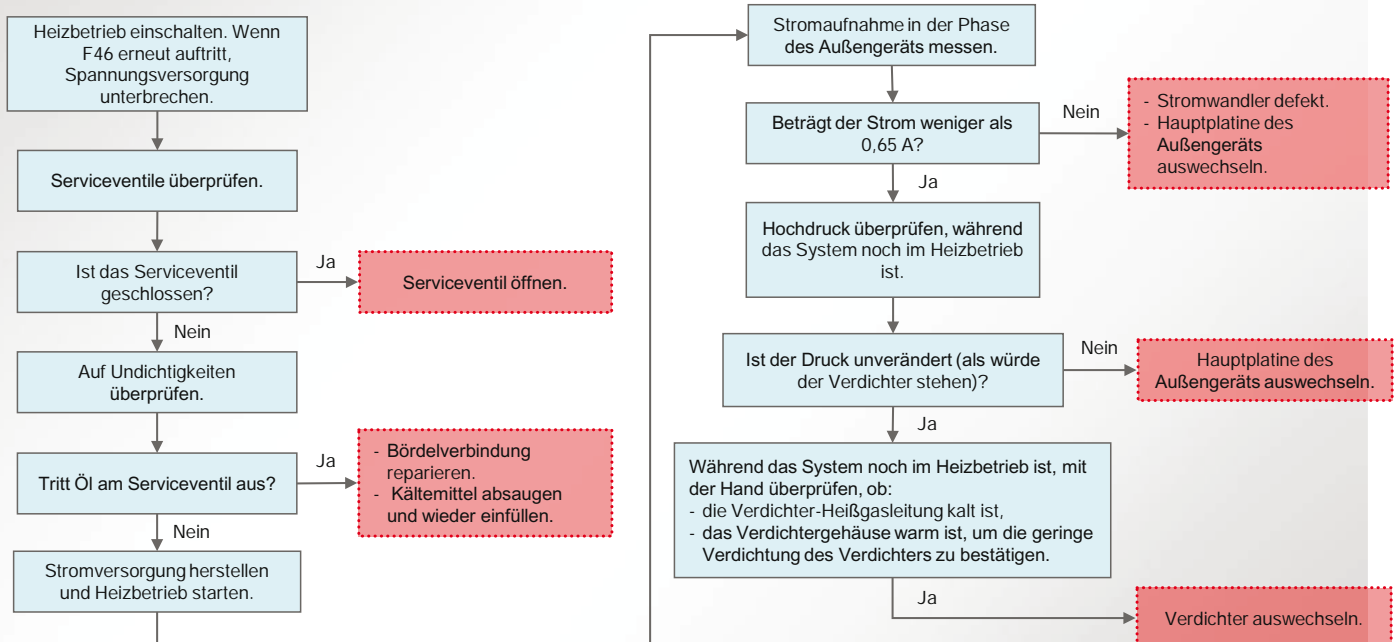 Heizbetrieb einschalten. Wenn
F46 erneut auftritt,
Spannungsversorgung
unterbrechen.
Serviceventile überprüfen.
Ist das Serviceventil
geschlossen?
Ja
Serviceventil öffnen.
Nein
Auf Undichtigkeiten
überprüfen.
Tritt Öl am Serviceventil aus?
Ja
- Bördelverbindung
reparieren.
- Kältemittel absaugen
und wieder einfüllen.
Nein
Stromversorgung herstellen
und Heizbetrieb starten.
Stromaufnahme in der Phase
des Außengeräts messen.
Beträgt der Strom weniger als
0,65 A?
Nein
- Stromwandler defekt.
- Hauptplatine des
Außengeräts
auswechseln.
Ja
Hochdruck überprüfen, während
das System noch im Heizbetrieb
ist.
Ist der Druck unverändert (als würde
der Verdichter stehen)?
Nein
Hauptplatine des
Außengeräts auswechseln.
Ja
Während das System noch im Heizbetrieb ist, mit
der Hand überprüfen, ob:
- die Verdichter-Heißgasleitung kalt ist,
- das Verdichtergehäuse warm ist, um die geringe
Verdichtung des Verdichters zu bestätigen.
Ja
Verdichter auswechseln.